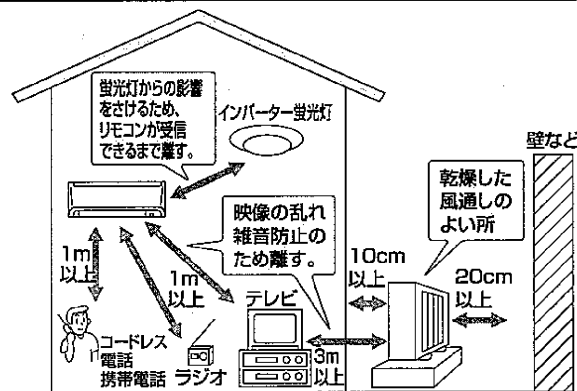 蛍光灯からの影響
をさけるため、
リモコンが受信
できるまで離す。
インバーター蛍光灯
壁など
乾燥した
風通しの
よい所
映像の乱れ
雑音防止の
ため離す。
1m
以上
1m
以上
10cm
以上
20cm
以上
テレビ
コードレス
電話
携帯電話
ラジオ
3m
以上